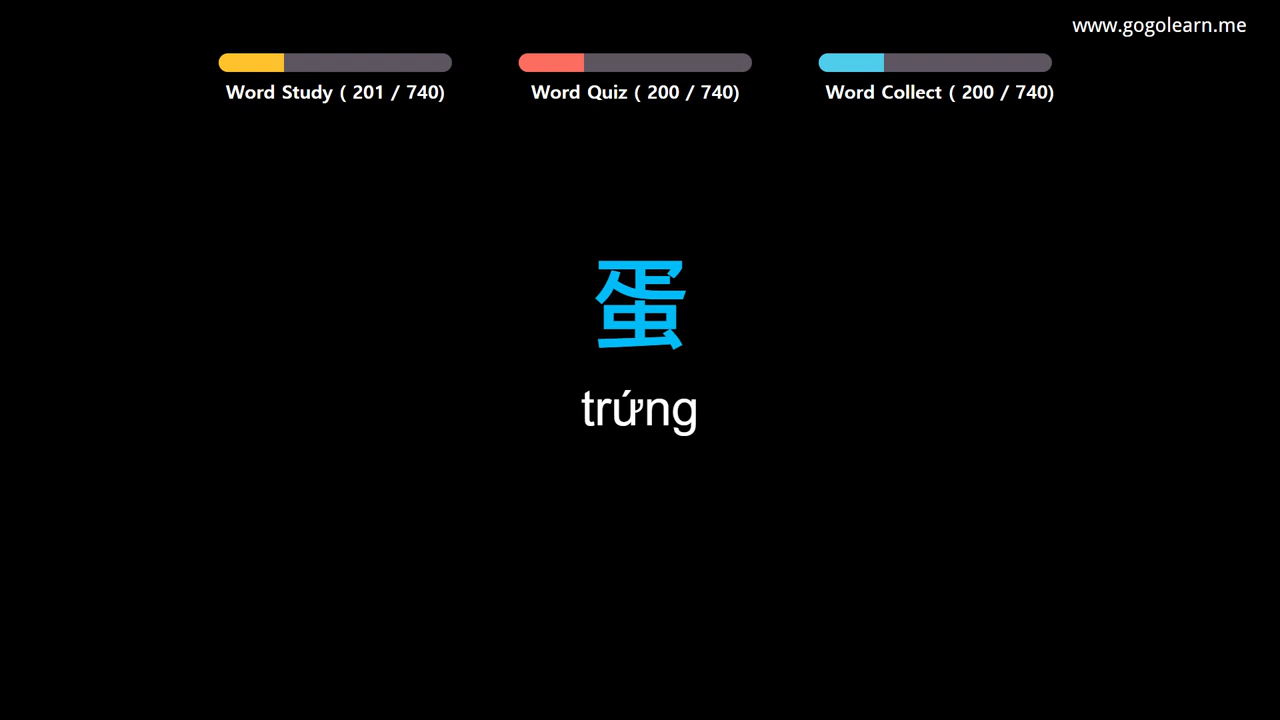 www.gogolearn.me
Word Study ( 201 / 740)
Word Quiz ( 200 / 740)
Word Collect ( 200 / 740)
蛋
trứng